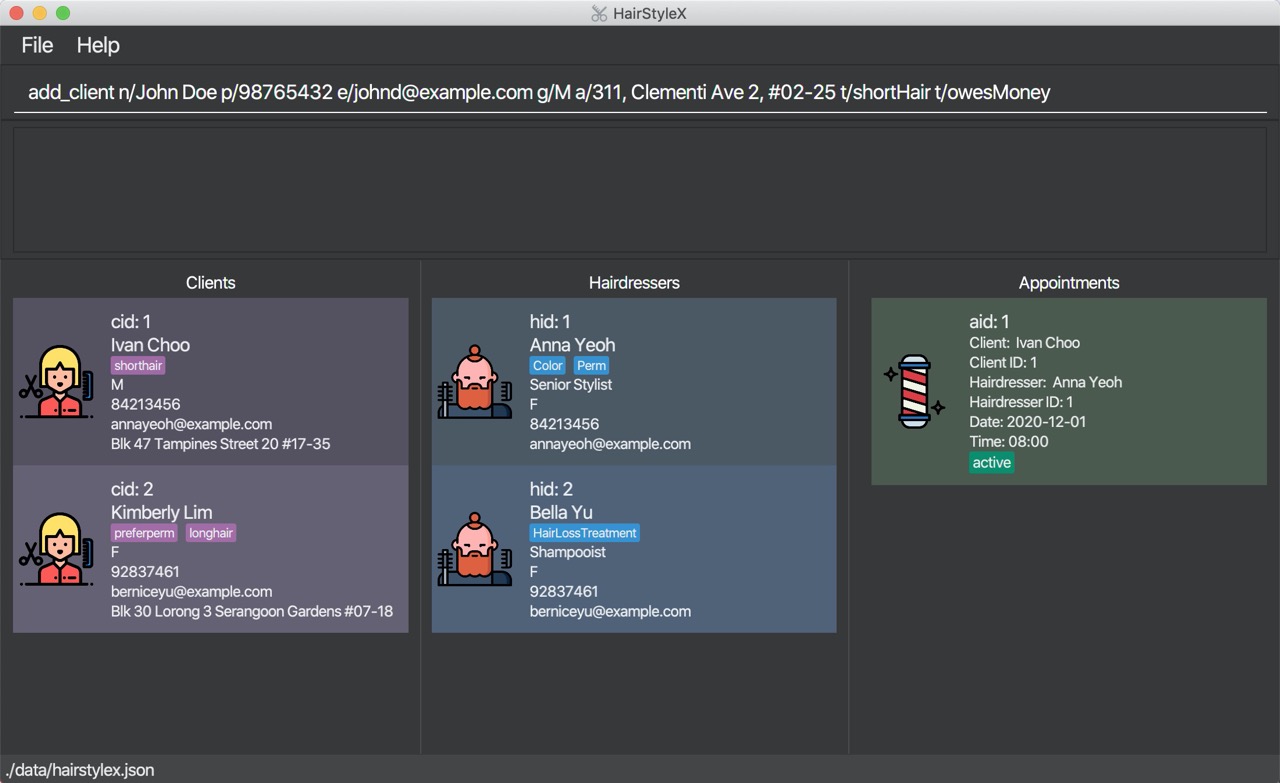 HairStyleX
File Help
add_client n/John Doe p/98765432 e/johnd@example.com g/M a/311, Clementi Ave 2, #02-25 t/shortHair t/owesMoney
Clients
cid: 1
Ivan Choo
shorthair
M
84213456
annayeoh@example.com
Blk 47 Tampines Street 20 #17-35
cid: 2
Kimberly Lim
preferperm longhair
F
92837461
berniceyu@example.com
Blk 30 Lorong 3 Serangoon Gardens #07-18
Hairdressers
hid: 1
Anna Yeoh
Color Perm
Senior Stylist
F
84213456
annayeoh@example.com
hid: 2
Bella Yu
HairLossTreatment
Shampooist
F
92837461
berniceyu@example.com
Appointments
aid: 1
Client: Ivan Choo
Client ID: 1
Hairdresser: Anna Yeoh
Hairdresser ID: 1
Date: 2020-12-01
Time: 08:00
active
./data/hairstylex.json